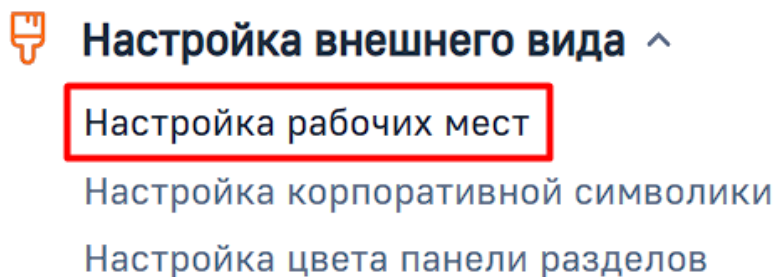 Настройка внешнего вида
Настройка рабочих мест
Настройка корпоративной символики
Настройка цвета панели разделов